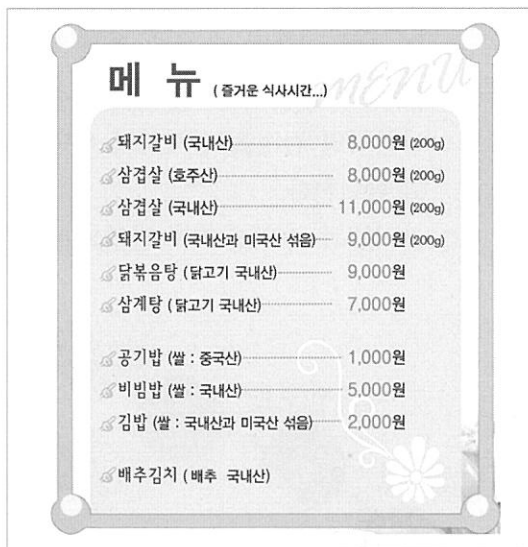 메 뉴 ( 즐거운 식사시간...)
menu
돼지갈비 (국내산) 8,000원 (200g)
삼겹살 (호주산) 8,000원 (200g)
삼겹살 (국내산) 11,000원 (200g)
돼지갈비 (국내산과 미국산 섞음) 9,000원 (200g)
닭볶음탕 (닭고기 국내산) 9,000원
삼계탕 ( 닭고기 국내산) 7,000원
공기밥 (쌀 : 중국산) 1,000원
비빔밥 (쌀 : 국내산) 5,000원
김밥 (쌀 : 국내산과 미국산 섞음) 2,000원
배추김치 ( 배추 국내산)